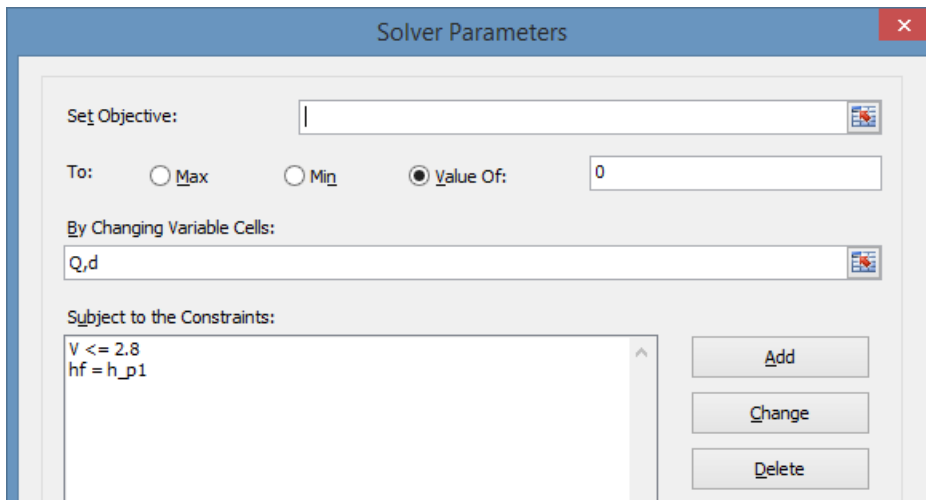 Solver Parameters
Set Objective:
To:
Max
Min
Value Of:
0
By Changing Variable Cells:
Q,d
Subject to the Constraints:
V <= 2.8
hf = h_p1
Add
Change
Delete